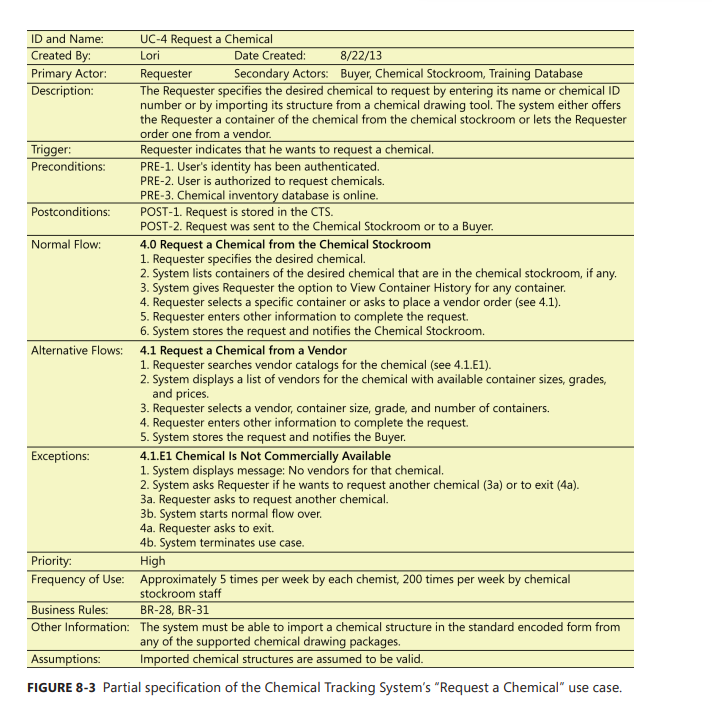 ID and Name: UC-4 Request a Chemical
Created By: Lori Date Created: 8/22/13
Primary Actor: Requester Secondary Actors: Buyer, Chemical Stockroom, Training Database
Description: The Requester specifies the desired chemical to request by entering its name or chemical ID
number or by importing its structure from a chemical drawing tool. The system either offers
the Requester a container of the chemical from the chemical stockroom or lets the Requester
order one from a vendor.
Trigger: Requester indicates that he wants to request a chemical.
Preconditions: PRE-1. User's identity has been authenticated.
PRE-2. User is authorized to request chemicals.
PRE-3. Chemical inventory database is online.
Postconditions: POST-1. Request is stored in the CTS.
POST-2. Request was sent to the Chemical Stockroom or to a Buyer.
Normal Flow: 4.0 Request a Chemical from the Chemical Stockroom
1. Requester specifies the desired chemical.
2. System lists containers of the desired chemical that are in the chemical stockroom, if any.
3. System gives Requester the option to View Container History for any container.
4. Requester selects a specific container or asks to place a vendor order (see 4.1).
5. Requester enters other information to complete the request.
6. System stores the request and notifies the Chemical Stockroom.
Alternative Flows: 4.1 Request a Chemical from a Vendor
1. Requester searches vendor catalogs for the chemical (see 4.1.E1).
2. System displays a list of vendors for the chemical with available container sizes, grades,
and prices.
3. Requester selects a vendor, container size, grade, and number of containers.
4. Requester enters other information to complete the request.
5. System stores the request and notifies the Buyer.
Exceptions: 4.1.E1 Chemical Is Not Commercially Available
1. System displays message: No vendors for that chemical.
2. System asks Requester if he wants to request another chemical (3a) or to exit (4a).
3a. Requester asks to request another chemical.
3b. System starts normal flow over.
4a. Requester asks to exit.
4b. System terminates use case.
Priority: High
Frequency of Use: Approximately 5 times per week by each chemist, 200 times per week by chemical
stockroom staff
Business Rules: BR-28, BR-31
Other Information: The system must be able to import a chemical structure in the standard encoded form from
any of the supported chemical drawing packages.
Assumptions: Imported chemical structures are assumed to be valid.
FIGURE 8-3 Partial specification of the Chemical Tracking System's “Request a Chemical” use case.